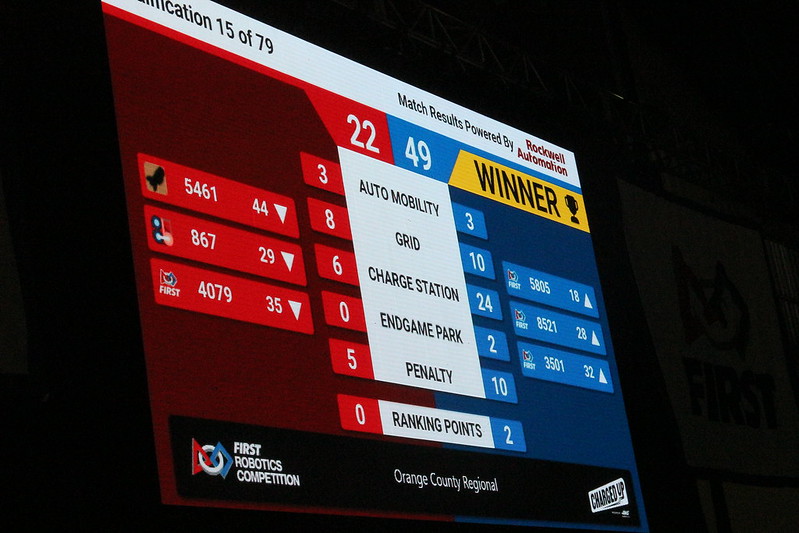 ification 15 of 79
Match Results Powered By
Rockwell
Automation
22 49
WINNER
3 AUTO MOBILITY 3
8 GRID 10
6 CHARGE STATION 24
0 ENDGAME PARK 2
5 PENALTY 10
0 RANKING POINTS 2
5461 44
867 29
FIRST 4079 35
FIRST 5805 18
FIRST 8521 28
FIRST 3501 32
FIRST
ROBOTICS
COMPETITION
Orange County Regional
CHARGED UP
FIRST